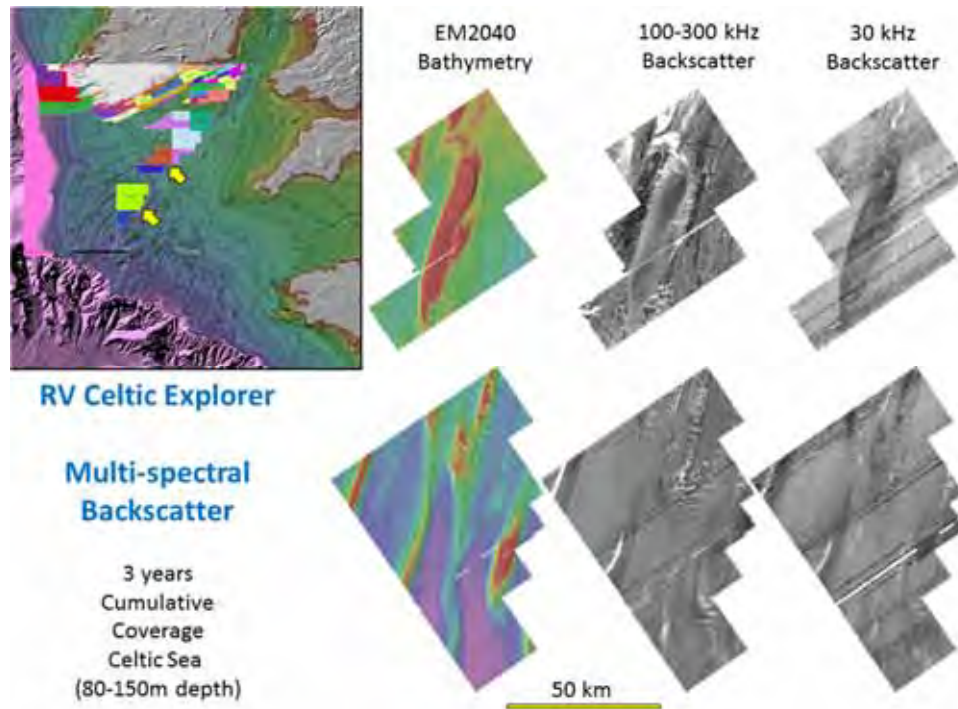 EM2040
Bathymetry
100-300 kHz
Backscatter
30 kHz
Backscatter
RV Celtic Explorer
Multi-spectral
Backscatter
3 years
Cumulative
Coverage
Celtic Sea
(80-150m depth)
50 km